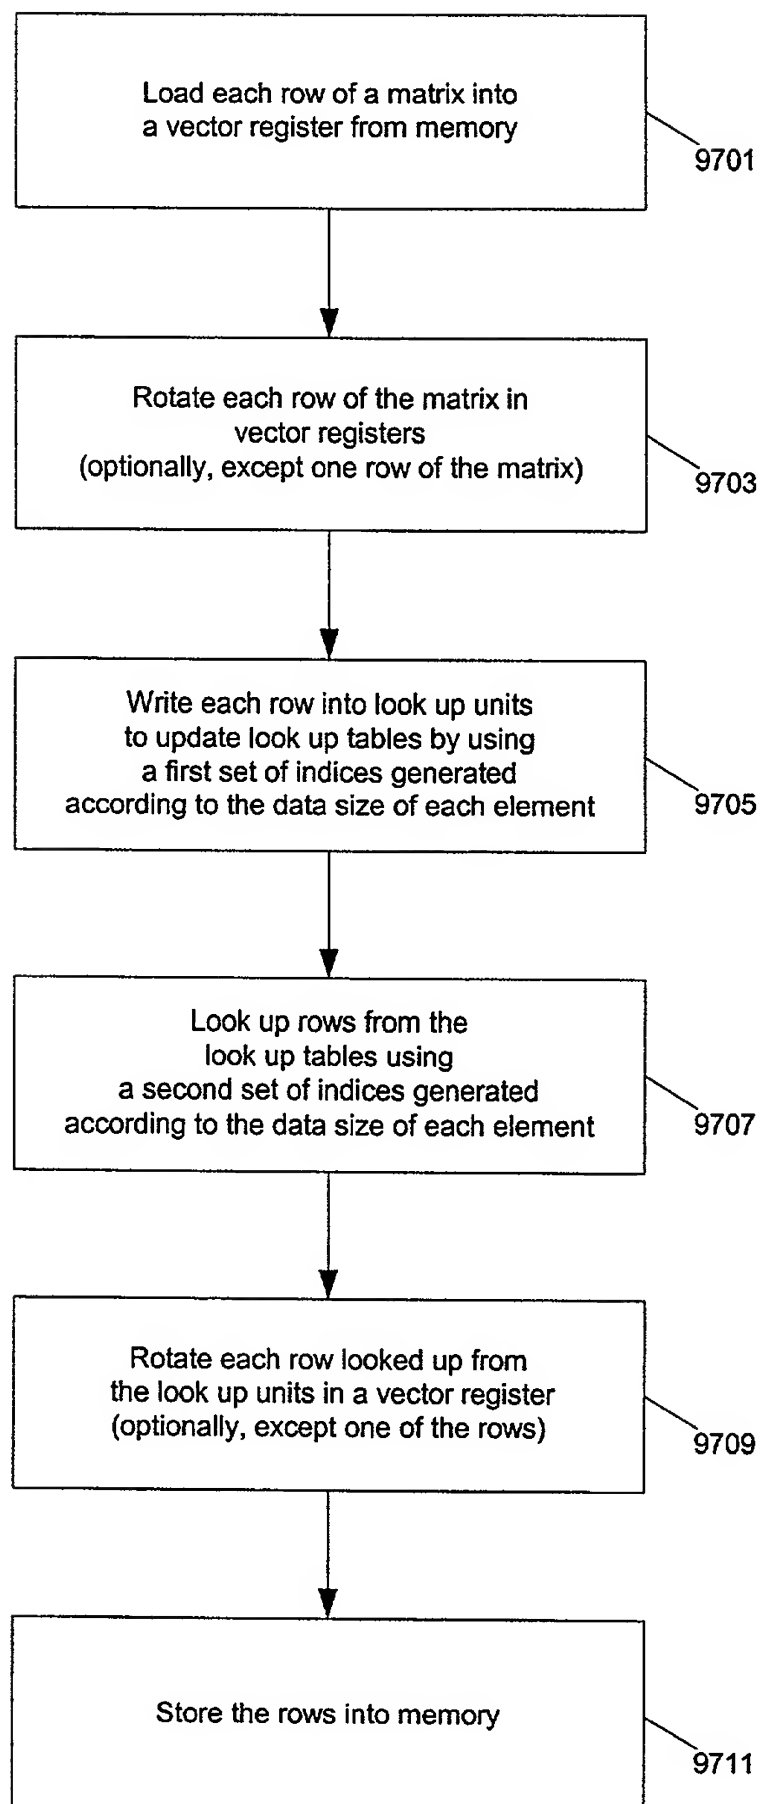 Load each row of a matrix into
a vector register from memory
9701
Rotate each row of the matrix in
vector registers
(optionally, except one row of the matrix)
9703
Write each row into look up units
to update look up tables by using
a first set of indices generated
according to the data size of each element
9705
Look up rows from the
look up tables using
a second set of indices generated
according to the data size of each element
9707
Rotate each row looked up from
the look up units in a vector register
(optionally, except one of the rows)
9709
Store the rows into memory
9711